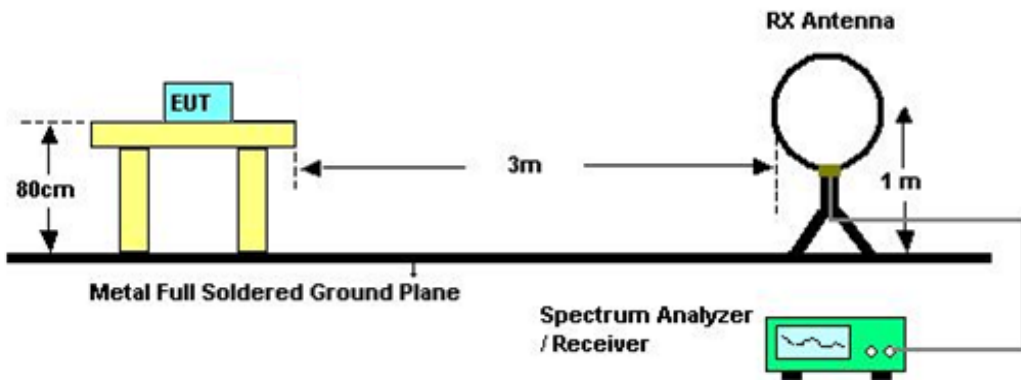 RX Antenna
EUT
80cm
3m
1 m
Metal Full Soldered Ground Plane
Spectrum Analyzer
/ Receiver